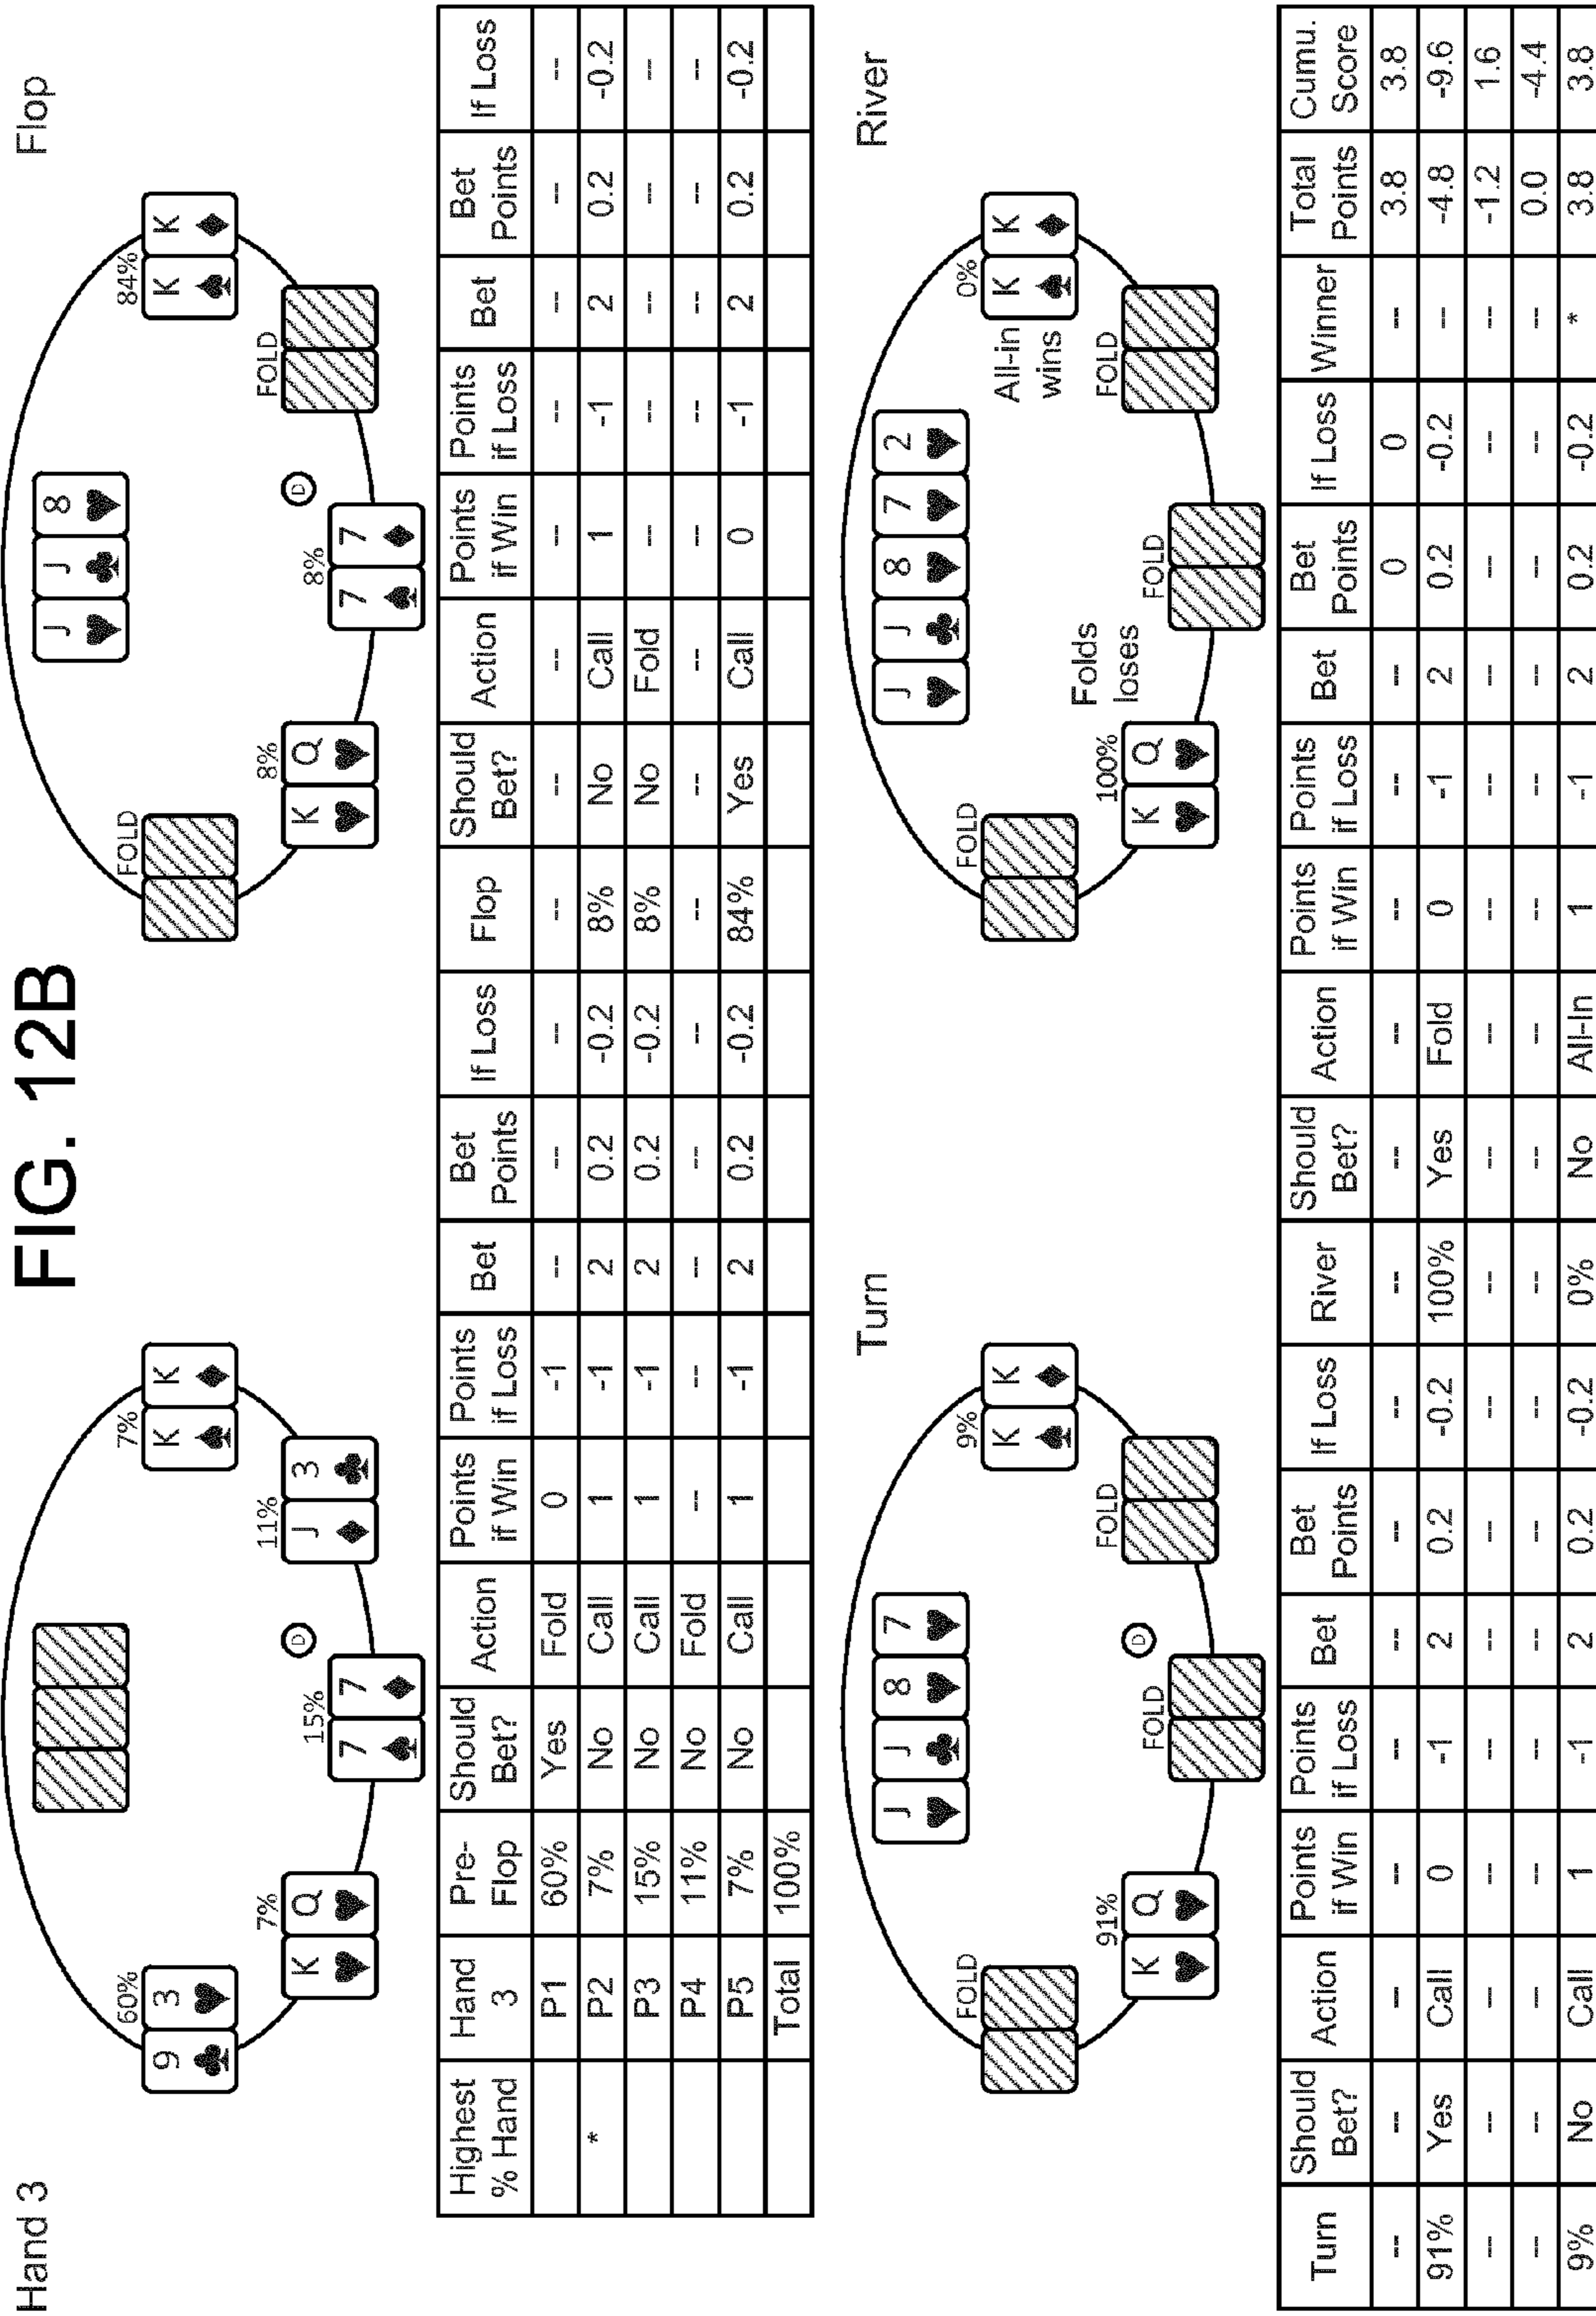 FIG. 12B
Hand 3
60%
9 3
7%
K Q
15%
7 7
D
11%
J 3
7%
K K
Flop
J J 8
FOLD
8%
K Q
8%
7 7
D
FOLD
84%
K K
Highest % Hand | Hand 3 | Pre-Flop | Should Bet? | Action | Points if Win | Points if Loss | Bet | Bet Points | If Loss | Flop | Should Bet? | Action | Points if Win | Points if Loss | Bet | Bet Points | If Loss
P1 60% Yes Fold 0 -1 -- -- -- -- -- -- -- -- -- -- --
* P2 7% No Call 1 -1 2 0.2 -0.2 8% No Call 1 -1 2 0.2 -0.2
P3 15% No Call 1 -1 2 0.2 -0.2 8% No Fold -- -- -- -- --
P4 11% No Fold -- -- -- -- -- -- -- -- -- -- -- -- --
P5 7% No Call 1 -1 2 0.2 -0.2 84% Yes Call 0 -1 2 0.2 -0.2
Total 100%
Turn
J J 8 7
FOLD
91%
K Q
FOLD
D
FOLD
9%
K K
River
J J 8 7 2
FOLD
100%
K Q
Folds
loses
FOLD
FOLD
All-In
wins
0%
K K
Turn | Should Bet? | Action | Points if Win | Points if Loss | Bet | Bet Points | If Loss | River | Should Bet? | Action | Points if Win | Points if Loss | Bet | Bet Points | If Loss | Winner | Total Points | Cumu. Score
-- -- -- -- -- -- -- -- -- -- -- -- -- -- 0 0 -- 3.8 3.8
91% Yes Call 0 -1 2 0.2 -0.2 100% Yes Fold 0 -1 2 0.2 -0.2 -- -4.8 -9.6
-- -- -- -- -- -- -- -- -- -- -- -- -- -- -- -- -- -1.2 1.6
-- -- -- -- -- -- -- -- -- -- -- -- -- -- -- -- -- 0.0 -4.4
9% No Call 1 -1 2 0.2 -0.2 0% No All-In 1 -1 2 0.2 -0.2 * 3.8 3.8